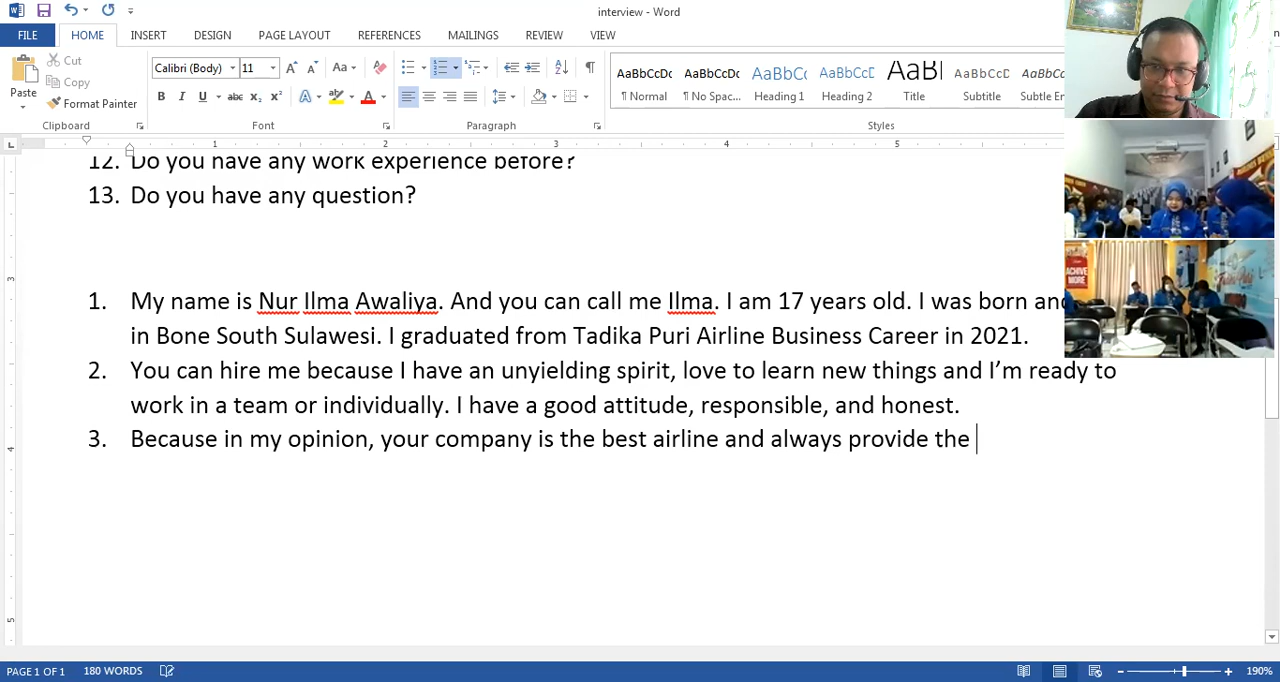 interview - Word
FILE HOME INSERT DESIGN PAGE LAYOUT REFERENCES MAILINGS REVIEW VIEW
Cut
Copy
Format Painter
Paste
Calibri (Body) 11
Clipboard Font Paragraph Styles
AaBbCcDc AaBbCcDc AaBbCc AaBbCcC AaB AaBbCcD AaBbCcD
¶ Normal ¶ No Spac... Heading 1 Heading 2 Title Subtitle Subtle Em
12. Do you have any work experience before?
13. Do you have any question?
1. My name is Nur Ilma Awaliya. And you can call me Ilma. I am 17 years old. I was born and
in Bone South Sulawesi. I graduated from Tadika Puri Airline Business Career in 2021.
2. You can hire me because I have an unyielding spirit, love to learn new things and I’m ready to
work in a team or individually. I have a good attitude, responsible, and honest.
3. Because in my opinion, your company is the best airline and always provide the
ACHIVE
MORE
PAGE 1 OF 1 180 WORDS 190%